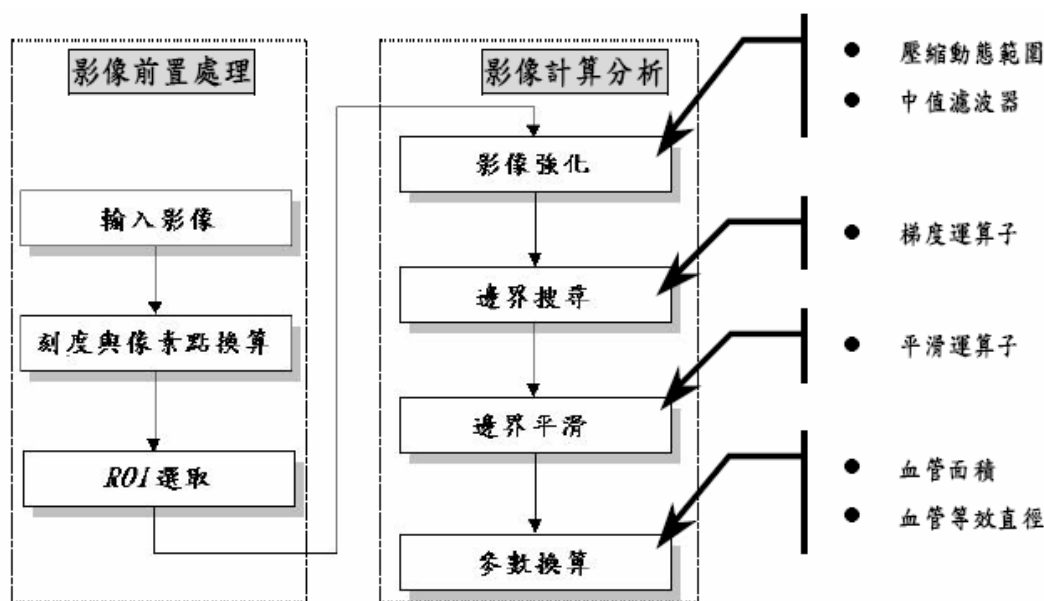 影像前置處理
輸入影像
刻度與像素點換算
ROI選取
影像計算分析
影像強化
邊界搜尋
邊界平滑
參數換算
● 壓縮動態範圍
● 中值濾波器
● 梯度運算子
● 平滑運算子
● 血管面積
● 血管等效直徑